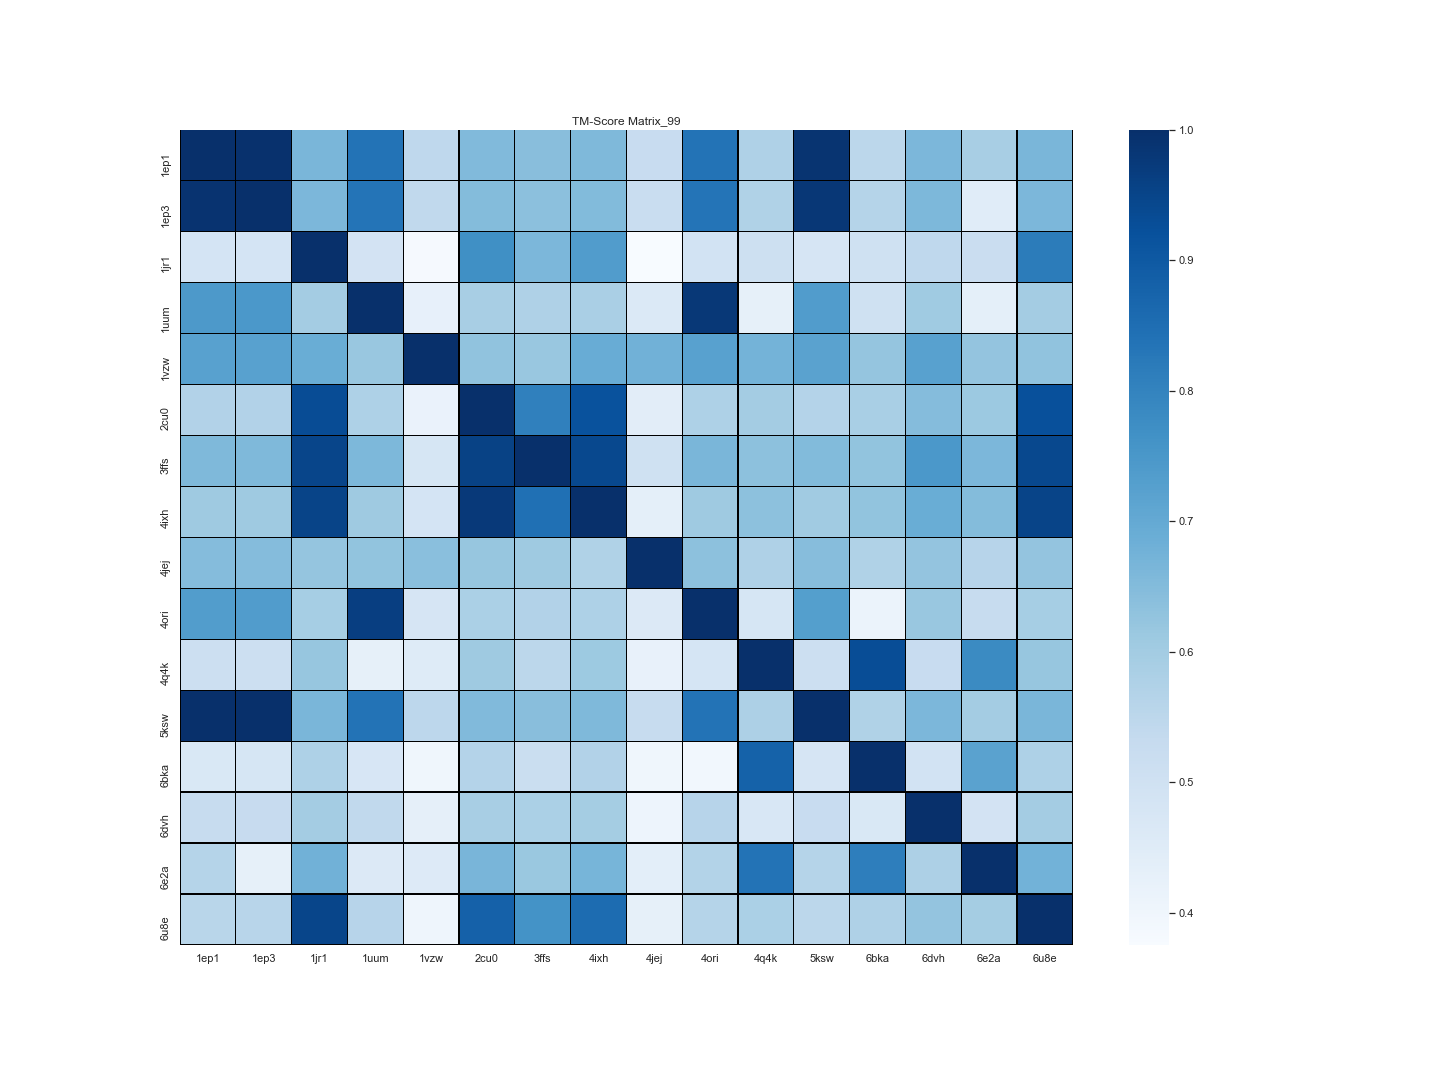 TM-Score Matrix_99
1ep1
1ep3
1jr1
1uum
1vzw
2cu0
3ffs
4ixh
4jej
4ori
4q4k
5ksw
6bka
6dvh
6e2a
6u8e
1ep1 1ep3 1jr1 1uum 1vzw 2cu0 3ffs 4ixh 4jej 4ori 4q4k 5ksw 6bka 6dvh 6e2a 6u8e
1.0
0.9
0.8
0.7
0.6
0.5
0.4